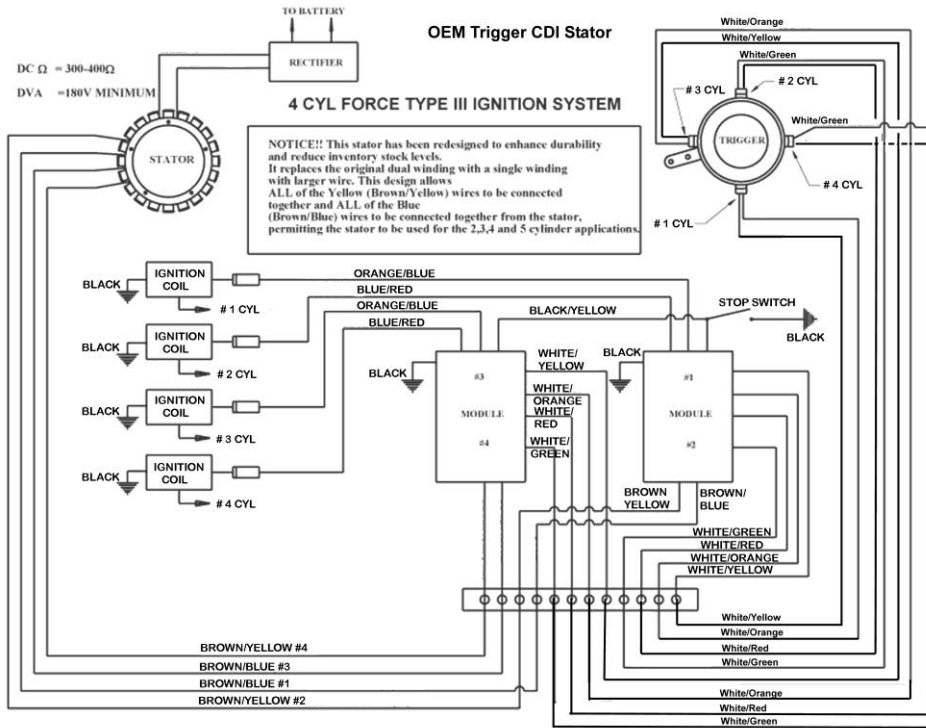 TO BATTERY
OEM Trigger CDI Stator
RECTIFIER
DC Ω = 300-400Ω
DVA =180V MINIMUM
4 CYL FORCE TYPE III IGNITION SYSTEM
STATOR
NOTICE!! This stator has been redesigned to enhance durability
and reduce inventory stock levels.
It replaces the original dual winding with a single winding
with larger wire. This design allows
ALL of the Yellow (Brown/Yellow) wires to be connected
together and ALL of the Blue
(Brown/Blue) wires to be connected together from the stator,
permitting the stator to be used for the 2,3,4 and 5 cylinder applications.
White/Orange
White/Yellow
White/Green
# 3 CYL
# 2 CYL
White/Green
TRIGGER
# 4 CYL
# 1 CYL
BLACK
IGNITION
COIL
# 1 CYL
ORANGE/BLUE
BLUE/RED
ORANGE/BLUE
BLUE/RED
BLACK
IGNITION
COIL
# 2 CYL
BLACK
IGNITION
COIL
# 3 CYL
BLACK
IGNITION
COIL
# 4 CYL
BLACK/YELLOW
STOP SWITCH
BLACK
BLACK
#3
MODULE
#4
WHITE/
YELLOW
WHITE/
ORANGE
WHITE/
RED
WHITE/
GREEN
BLACK
#1
MODULE
#2
BROWN
YELLOW
BROWN/
BLUE
WHITE/GREEN
WHITE/RED
WHITE/ORANGE
WHITE/YELLOW
White/Yellow
White/Orange
White/Red
White/Green
BROWN/YELLOW #4
BROWN/BLUE #3
BROWN/BLUE #1
BROWN/YELLOW #2
White/Orange
White/Red
White/Green